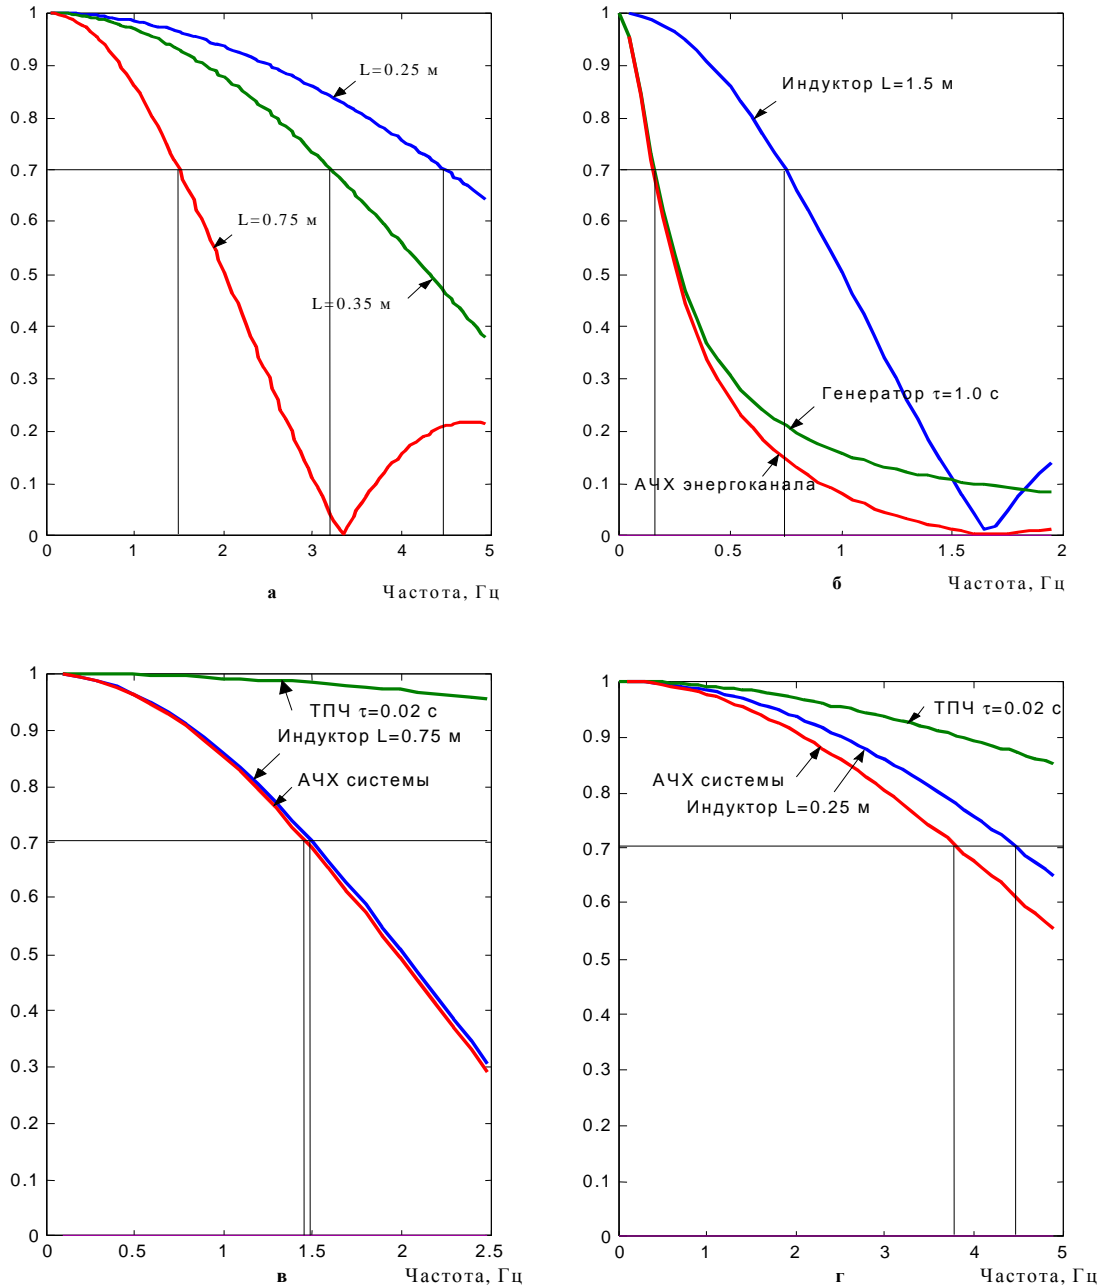 1
0.9
0.8
0.7
0.6
0.5
0.4
0.3
0.2
0.1
0
0 1 2 3 4 5
L=0.25 м
L=0.75 м
L=0.35 м
а
Частота, Гц
1
0.9
0.8
0.7
0.6
0.5
0.4
0.3
0.2
0.1
0
0 0.5 1 1.5 2
Индуктор L=1.5 м
Генератор τ=1.0 с
АЧХ энергоканала
б
Частота, Гц
1
0.9
0.8
0.7
0.6
0.5
0.4
0.3
0.2
0.1
0
0 0.5 1 1.5 2 2.5
ТПЧ τ=0.02 с
Индуктор L=0.75 м
АЧХ системы
в
Частота, Гц
1
0.9
0.8
0.7
0.6
0.5
0.4
0.3
0.2
0.1
0
0 1 2 3 4 5
ТПЧ τ=0.02 с
АЧХ системы
Индуктор L=0.25 м
г
Частота, Гц